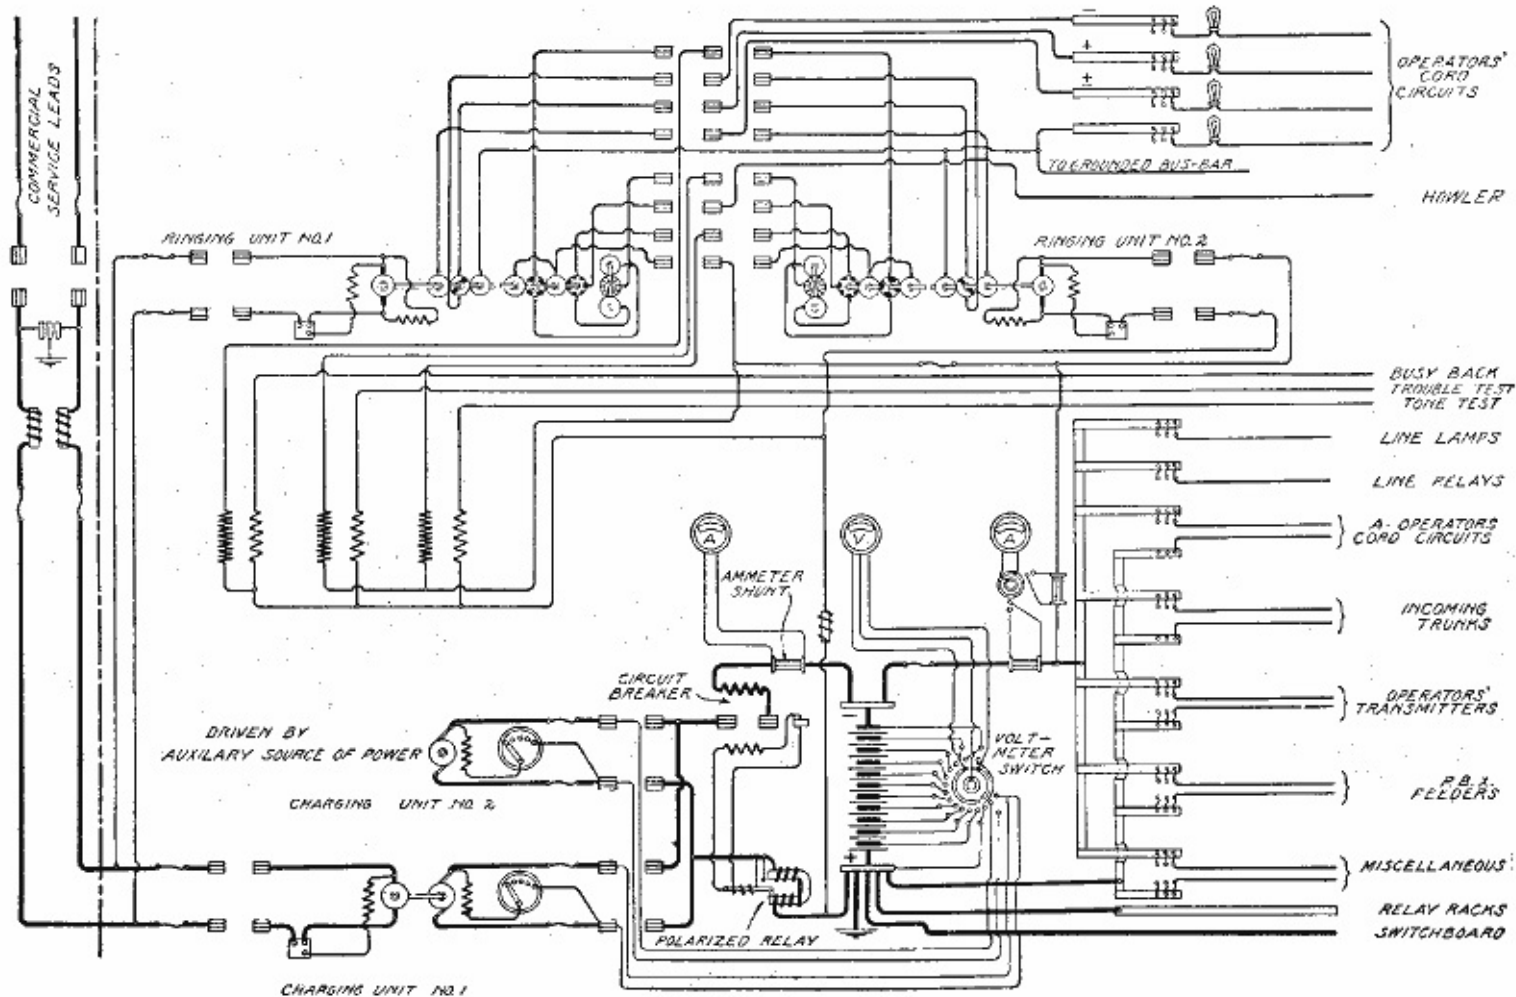 COMMERCIAL
SERVICE LEADS
−
+
±
OPERATORS'
CORD
CIRCUITS
TO GROUNDED BUS-BAR
HOWLER
RINGING UNIT NO.1
RINGING UNIT NO.2
BUSY BACK
TROUBLE TEST
TONE TEST
LINE LAMPS
LINE RELAYS
A-OPERATORS
CORD CIRCUITS
A
V
A
AMMETER
SHUNT
INCOMING
TRUNKS
CIRCUIT
BREAKER
−
OPERATORS'
TRANSMITTERS
DRIVEN BY
AUXILARY SOURCE OF POWER
VOLT-
METER
SWITCH
CHARGING UNIT NO.2
P.B.X.
FEEDERS
+
MISCELLANEOUS
RELAY RACKS
SWITCHBOARD
POLARIZED RELAY
CHARGING UNIT NO.1